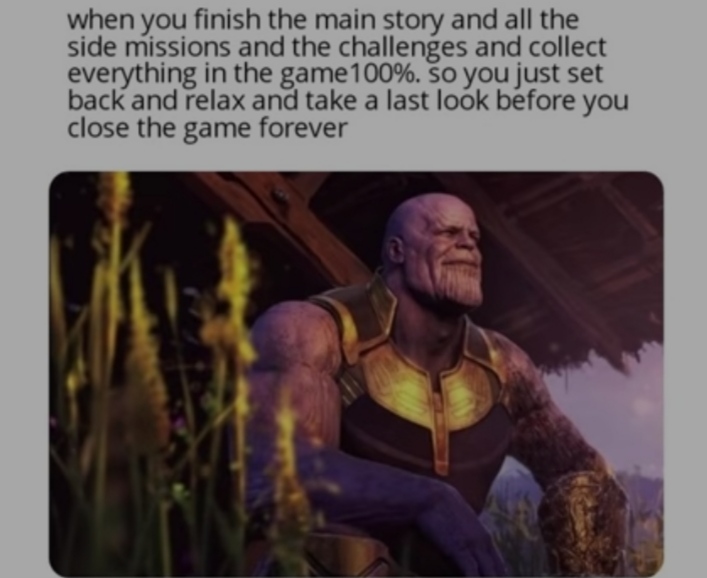 when you finish the main story and all the
side missions and the challenges and collect
everything in the game100%. so you just set
back and relax and take a last look before you
close the game forever